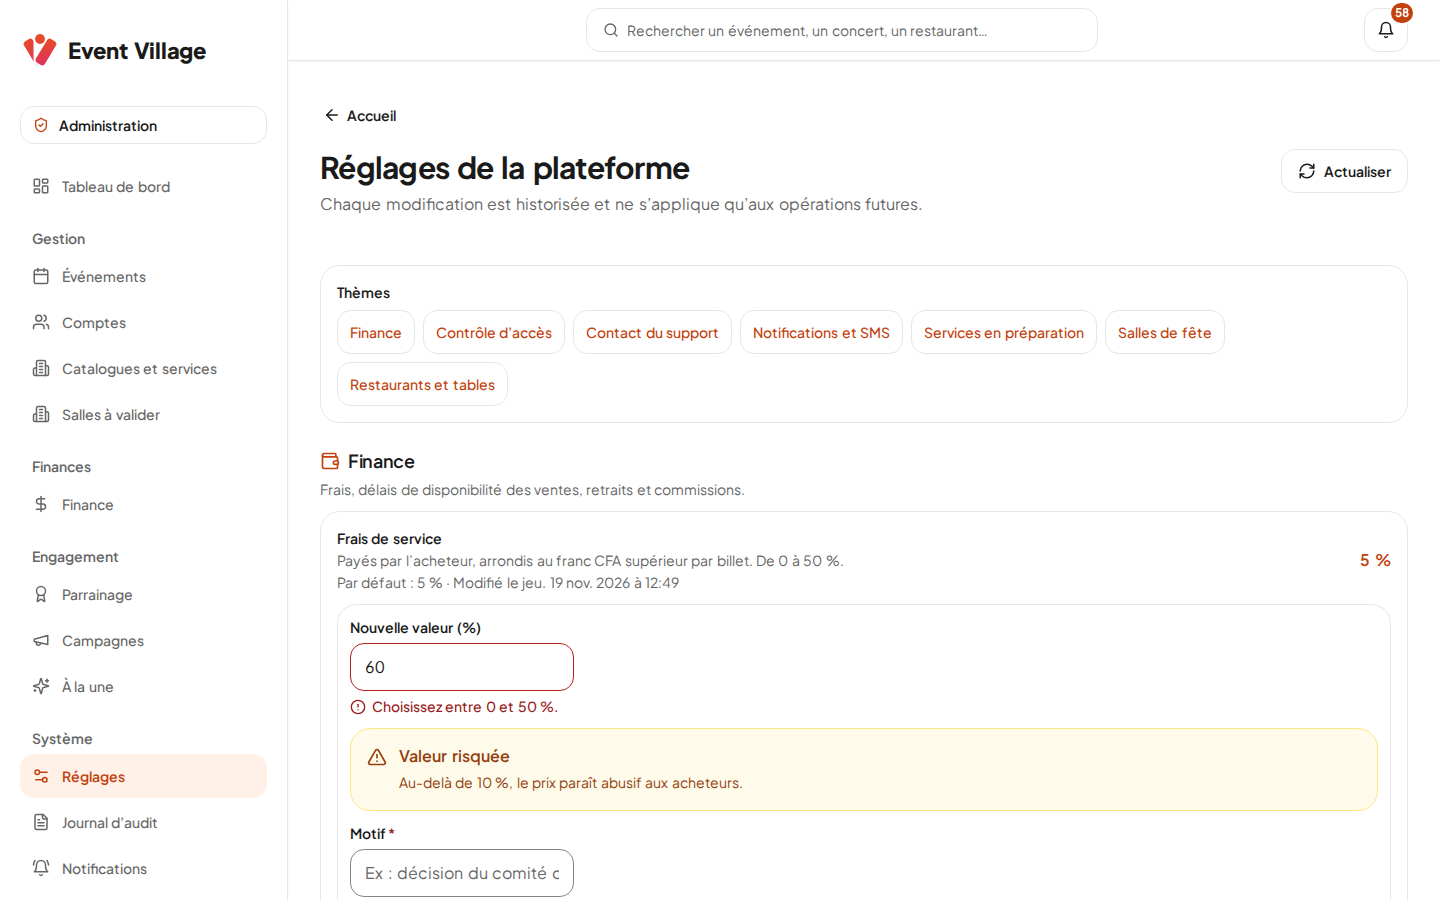 Event Village
Rechercher un événement, un concert, un restaurant…
58
Administration
Tableau de bord
Gestion
Événements
Comptes
Catalogues et services
Salles à valider
Finances
Finance
Engagement
Parrainage
Campagnes
À la une
Système
Réglages
Journal d’audit
Notifications
Accueil
Réglages de la plateforme
Actualiser
Chaque modification est historisée et ne s’applique qu’aux opérations futures.
Thèmes
Finance
Contrôle d’accès
Contact du support
Notifications et SMS
Services en préparation
Salles de fête
Restaurants et tables
Finance
Frais, délais de disponibilité des ventes, retraits et commissions.
Frais de service
Payés par l’acheteur, arrondis au franc CFA supérieur par billet. De 0 à 50 %.
5 %
Par défaut : 5 % · Modifié le jeu. 19 nov. 2026 à 12:49
Nouvelle valeur (%)
60
Choisissez entre 0 et 50 %.
Valeur risquée
Au-delà de 10 %, le prix paraît abusif aux acheteurs.
Motif *
Ex : décision du comité